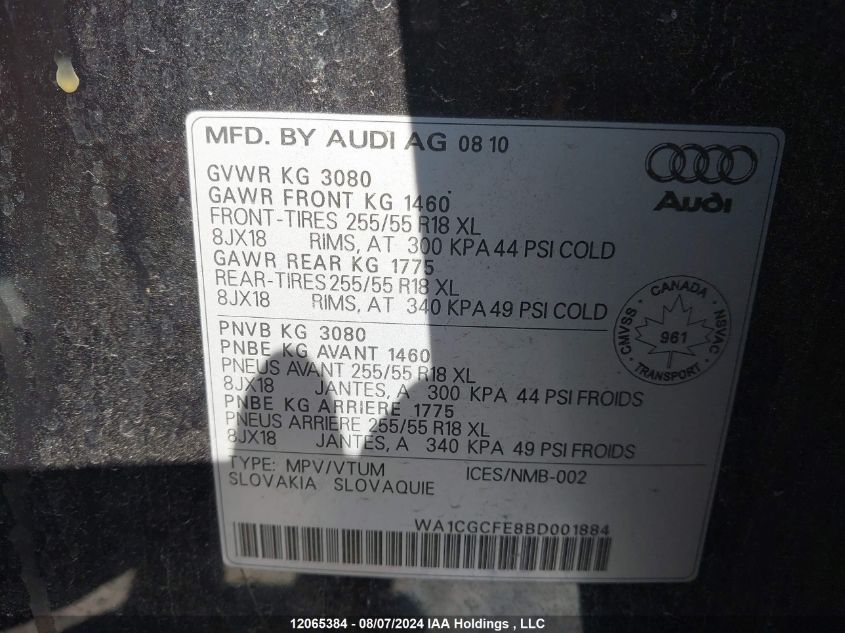 MFD. BY AUDI AG 08 10
Audi
GVWR KG 3080
GAWR FRONT KG 1460
FRONT-TIRES 255/55 R18 XL
8JX18 RIMS, AT 300 KPA 44 PSI COLD
GAWR REAR KG 1775
REAR-TIRES 255/55 R18 XL
8JX18 RIMS, AT 340 KPA 49 PSI COLD
CANADA
CMVSS NSVAC
961
TRANSPORT
PNVB KG 3080
PNBE KG AVANT 1460
PNEUS AVANT 255/55 R18 XL
8JX18 JANTES, A 300 KPA 44 PSI FROIDS
PNBE KG ARRIERE 1775
PNEUS ARRIERE 255/55 R18 XL
8JX18 JANTES, A 340 KPA 49 PSI FROIDS
TYPE: MPV/VTUM ICES/NMB-002
SLOVAKIA SLOVAQUIE
WA1CGCFE8BD001884
12065384 - 08/07/2024 IAA Holdings , LLC